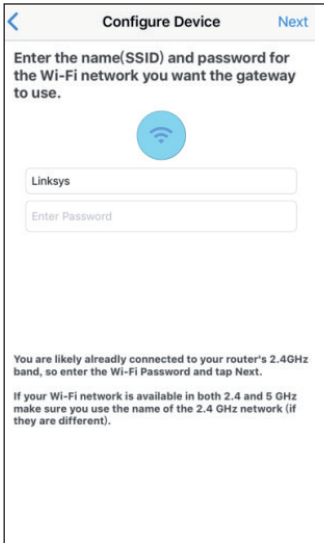 Configure Device
Next
Enter the name(SSID) and password for
the Wi-Fi network you want the gateway
to use.
Linksys
Enter Password
You are likely alreadly connected to your router's 2.4GHz
band, so enter the Wi-Fi Password and tap Next.
If your Wi-Fi network is available in both 2.4 and 5 GHz
make sure you use the name of the 2.4 GHz network (if
they are different).